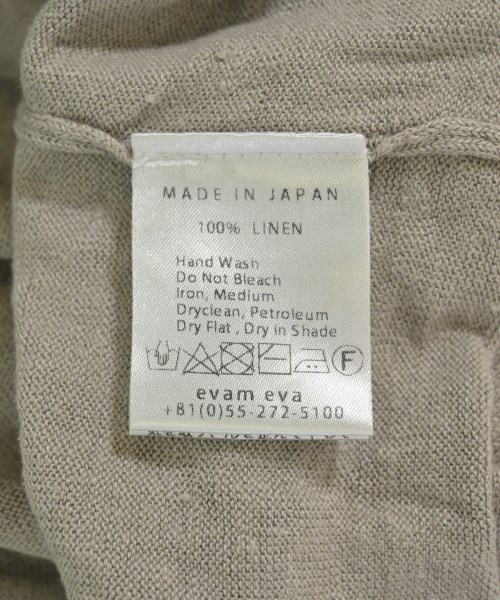 MADE IN JAPAN
100% LINEN
Hand Wash
Do Not Bleach
Iron, Medium
Dryclean, Petroleum
Dry Flat , Dry in Shade
F
evam eva
+81(0)55-272-5100